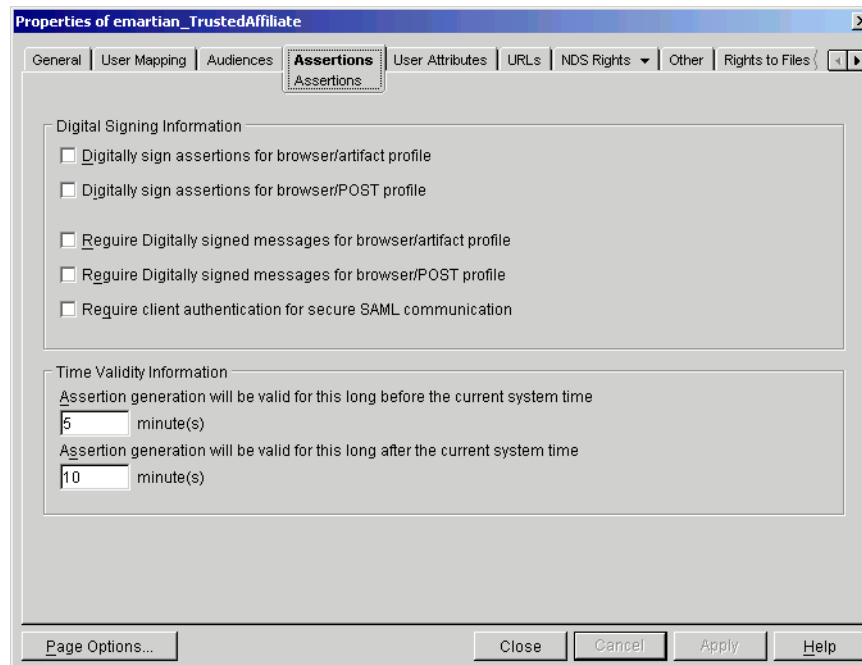 Properties of emartian_TrustedAffiliate
General User Mapping Audiences Assertions User Attributes URLs NDS Rights Other Rights to Files
Assertions
Digital Signing Information
Digitally sign assertions for browser/artifact profile
Digitally sign assertions for browser/POST profile
Require Digitally signed messages for browser/artifact profile
Require Digitally signed messages for browser/POST profile
Require client authentication for secure SAML communication
Time Validity Information
Assertion generation will be valid for this long before the current system time
5 minute(s)
Assertion generation will be valid for this long after the current system time
10 minute(s)
Page Options... Close Cancel Apply Help